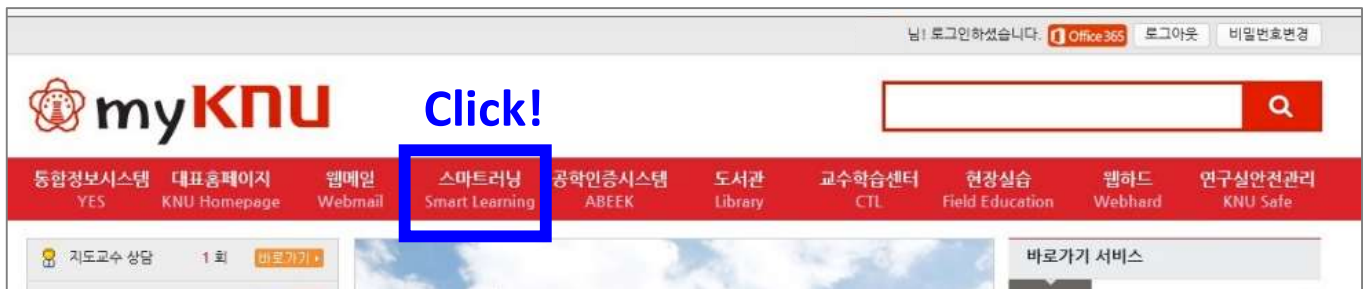 님! 로그인하셨습니다. Office 365 로그아웃 비밀번호변경
myKNU
Click!
통합정보시스템 대표홈페이지 웹메일 스마트러닝 공학인증시스템 도서관 교수학습센터 현장실습 웹하드 연구실안전관리
YES KNU Homepage Webmail Smart Learning ABEEK Library CTL Field Education Webhard KNU Safe
지도교수 상담 1 회 바로가기 바로가기 서비스